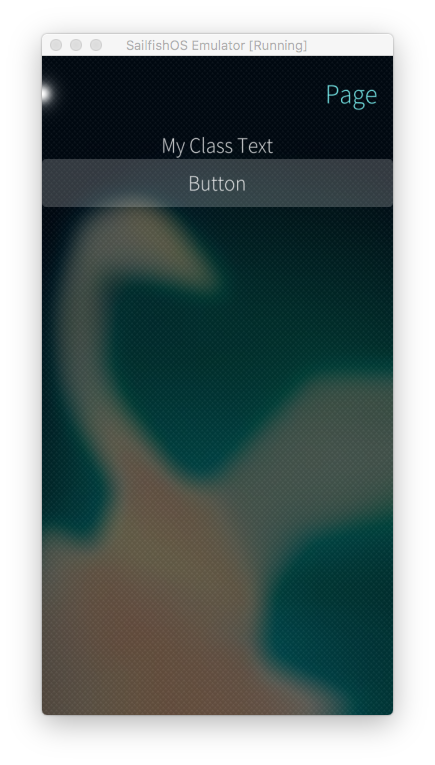 SailfishOS Emulator [Running]
Page
My Class Text
Button